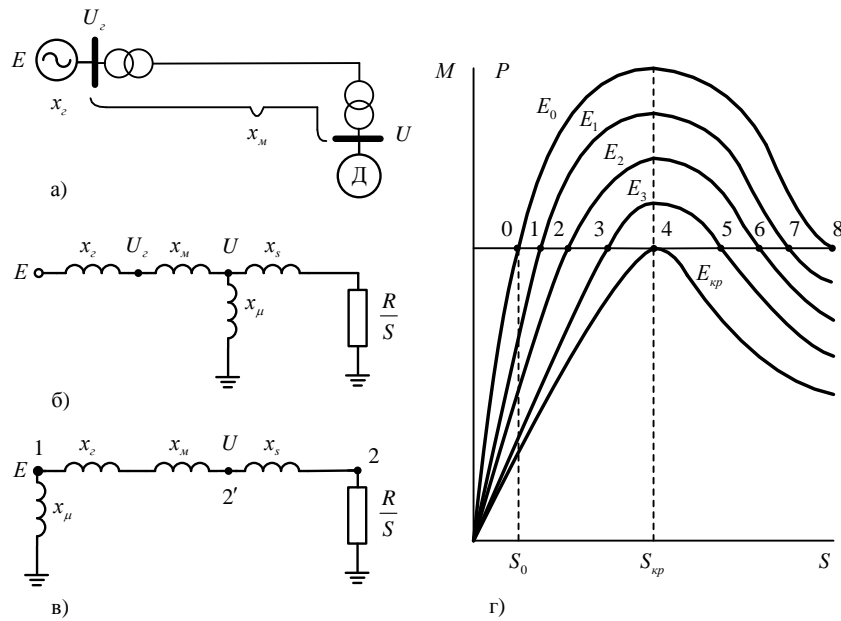 U_г
E
x_г
x_м
U
Д
а)
x_г U_г x_м U x_s
E
x_μ
R/S
б)
1 x_г x_м U x_s 2
E
2′
x_μ
R/S
в)
M P
E_0
E_1
E_2
E_3
0 1 2 3 4 5 6 7 8
E_кр
S_0 S_кр S
г)